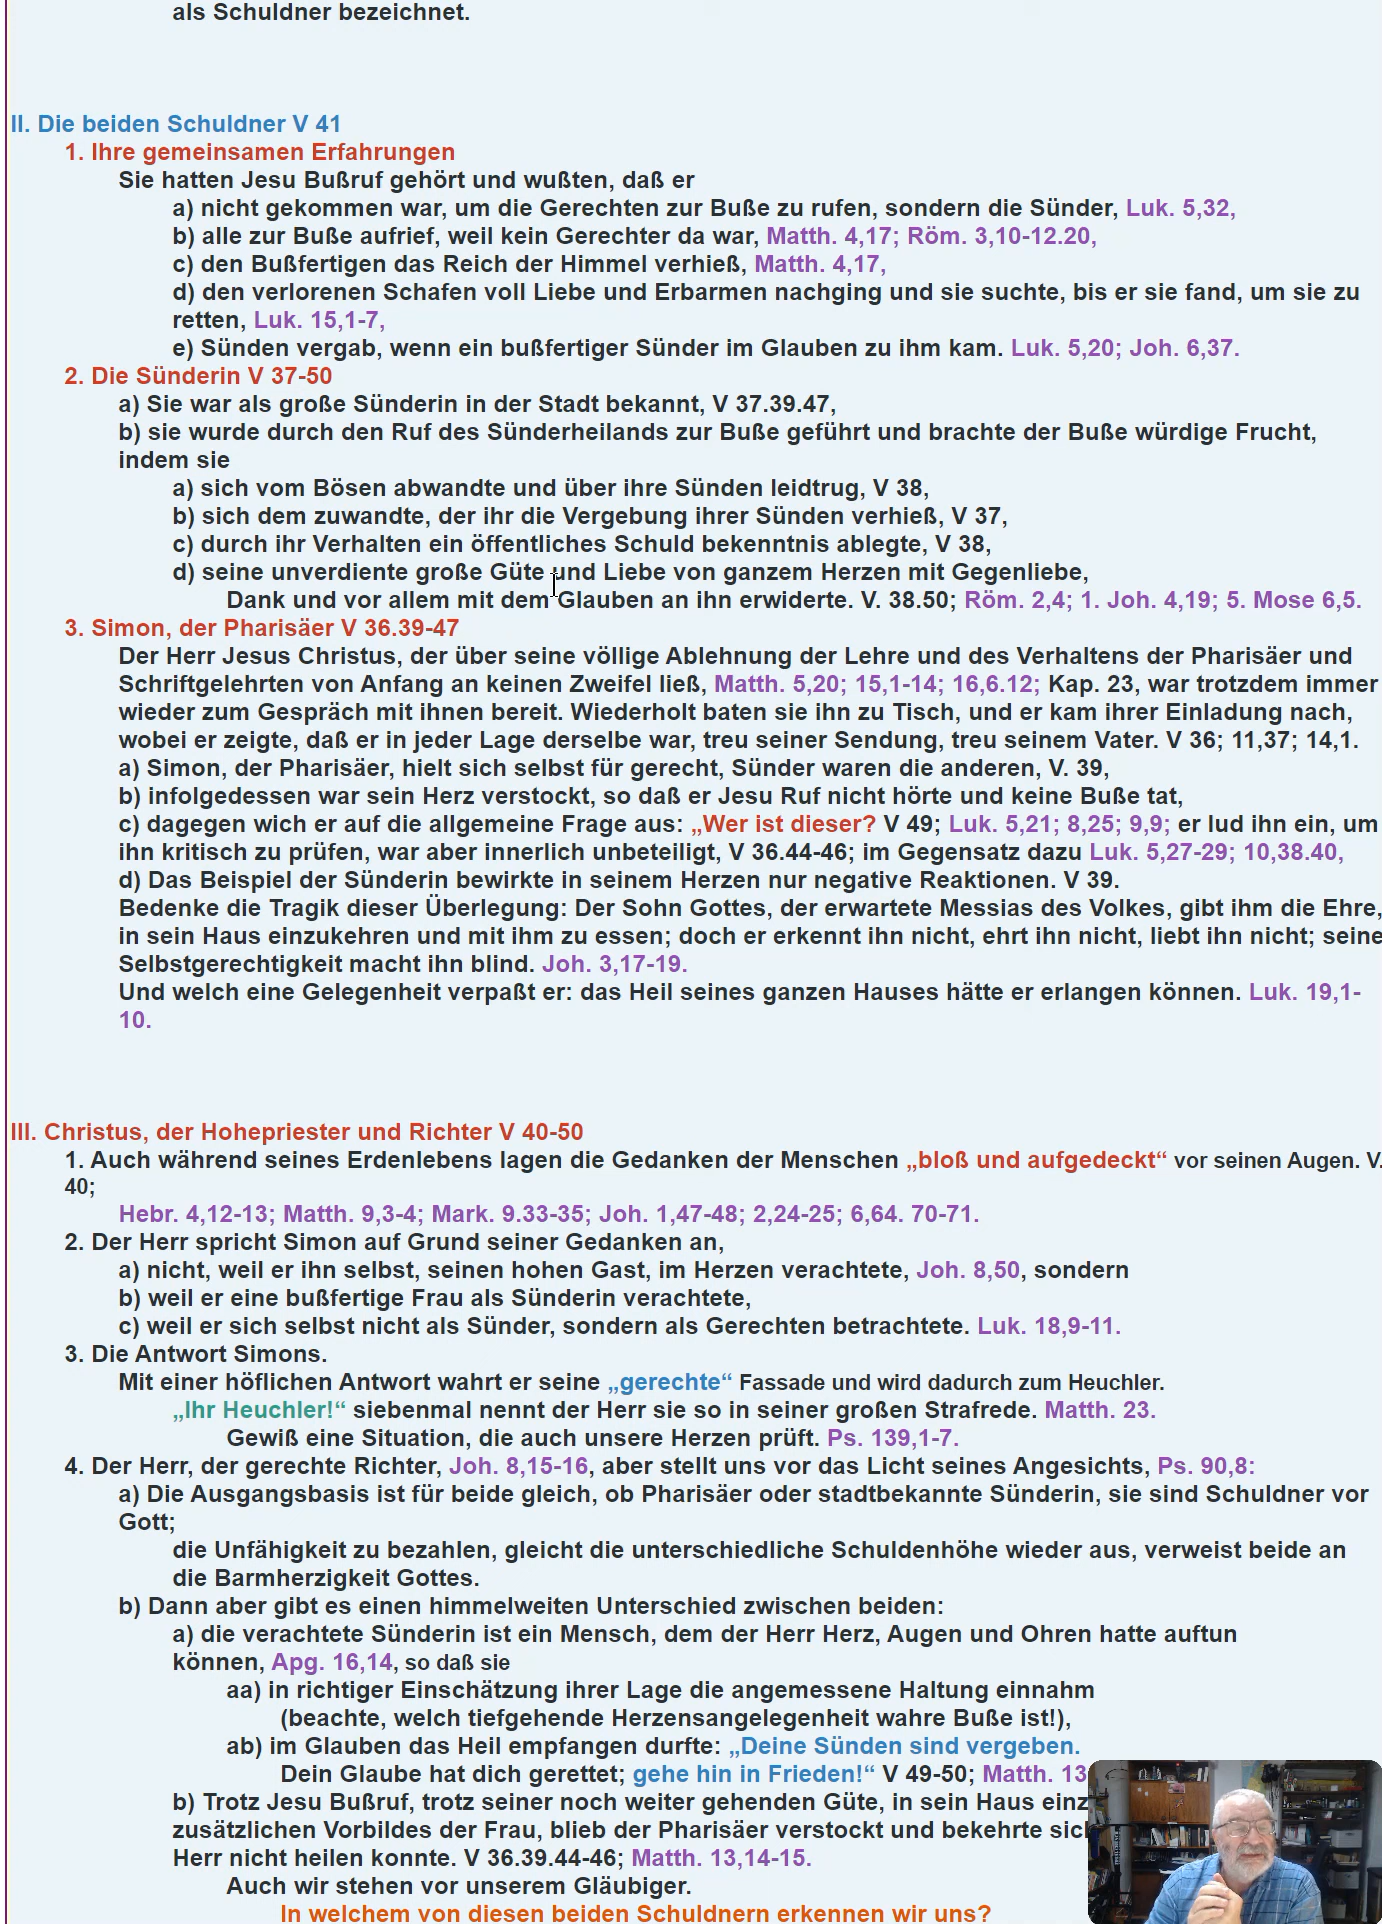 als Schuldner bezeichnet.
II. Die beiden Schuldner V 41
1. Ihre gemeinsamen Erfahrungen
Sie hatten Jesu Bußruf gehört und wußten, daß er
a) nicht gekommen war, um die Gerechten zur Buße zu rufen, sondern die Sünder, Luk. 5,32,
b) alle zur Buße aufrief, weil kein Gerechter da war, Matth. 4,17; Röm. 3,10-12.20,
c) den Bußfertigen das Reich der Himmel verhieß, Matth. 4,17,
d) den verlorenen Schafen voll Liebe und Erbarmen nachging und sie suchte, bis er sie fand, um sie zu
retten, Luk. 15,1-7,
e) Sünden vergab, wenn ein bußfertiger Sünder im Glauben zu ihm kam. Luk. 5,20; Joh. 6,37.
2. Die Sünderin V 37-50
a) Sie war als große Sünderin in der Stadt bekannt, V 37.39.47,
b) sie wurde durch den Ruf des Sünderheilands zur Buße geführt und brachte der Buße würdige Frucht,
indem sie
a) sich vom Bösen abwandte und über ihre Sünden leidtrug, V 38,
b) sich dem zuwandte, der ihr die Vergebung ihrer Sünden verhieß, V 37,
c) durch ihr Verhalten ein öffentliches Schuld bekenntnis ablegte, V 38,
d) seine unverdiente große Güte und Liebe von ganzem Herzen mit Gegenliebe,
Dank und vor allem mit dem Glauben an ihn erwiderte. V. 38.50; Röm. 2,4; 1. Joh. 4,19; 5. Mose 6,5.
3. Simon, der Pharisäer V 36.39-47
Der Herr Jesus Christus, der über seine völlige Ablehnung der Lehre und des Verhaltens der Pharisäer und
Schriftgelehrten von Anfang an keinen Zweifel ließ, Matth. 5,20; 15,1-14; 16,6.12; Kap. 23, war trotzdem immer
wieder zum Gespräch mit ihnen bereit. Wiederholt baten sie ihn zu Tisch, und er kam ihrer Einladung nach,
wobei er zeigte, daß er in jeder Lage derselbe war, treu seiner Sendung, treu seinem Vater. V 36; 11,37; 14,1.
a) Simon, der Pharisäer, hielt sich selbst für gerecht, Sünder waren die anderen, V. 39,
b) infolgedessen war sein Herz verstockt, so daß er Jesu Ruf nicht hörte und keine Buße tat,
c) dagegen wich er auf die allgemeine Frage aus: „Wer ist dieser? V 49; Luk. 5,21; 8,25; 9,9; er lud ihn ein, um
ihn kritisch zu prüfen, war aber innerlich unbeteiligt, V 36.44-46; im Gegensatz dazu Luk. 5,27-29; 10,38.40,
d) Das Beispiel der Sünderin bewirkte in seinem Herzen nur negative Reaktionen. V 39.
Bedenke die Tragik dieser Überlegung: Der Sohn Gottes, der erwartete Messias des Volkes, gibt ihm die Ehre,
in sein Haus einzukehren und mit ihm zu essen; doch er erkennt ihn nicht, ehrt ihn nicht, liebt ihn nicht; seine
Selbstgerechtigkeit macht ihn blind. Joh. 3,17-19.
Und welch eine Gelegenheit verpaßt er: das Heil seines ganzen Hauses hätte er erlangen können. Luk. 19,1-
10.
III. Christus, der Hohepriester und Richter V 40-50
1. Auch während seines Erdenlebens lagen die Gedanken der Menschen „bloß und aufgedeckt“ vor seinen Augen. V.
40;
Hebr. 4,12-13; Matth. 9,3-4; Mark. 9.33-35; Joh. 1,47-48; 2,24-25; 6,64. 70-71.
2. Der Herr spricht Simon auf Grund seiner Gedanken an,
a) nicht, weil er ihn selbst, seinen hohen Gast, im Herzen verachtete, Joh. 8,50, sondern
b) weil er eine bußfertige Frau als Sünderin verachtete,
c) weil er sich selbst nicht als Sünder, sondern als Gerechten betrachtete. Luk. 18,9-11.
3. Die Antwort Simons.
Mit einer höflichen Antwort wahrt er seine „gerechte“ Fassade und wird dadurch zum Heuchler.
„Ihr Heuchler!“ siebenmal nennt der Herr sie so in seiner großen Strafrede. Matth. 23.
Gewiß eine Situation, die auch unsere Herzen prüft. Ps. 139,1-7.
4. Der Herr, der gerechte Richter, Joh. 8,15-16, aber stellt uns vor das Licht seines Angesichts, Ps. 90,8:
a) Die Ausgangsbasis ist für beide gleich, ob Pharisäer oder stadtbekannte Sünderin, sie sind Schuldner vor
Gott;
die Unfähigkeit zu bezahlen, gleicht die unterschiedliche Schuldenhöhe wieder aus, verweist beide an
die Barmherzigkeit Gottes.
b) Dann aber gibt es einen himmelweiten Unterschied zwischen beiden:
a) die verachtete Sünderin ist ein Mensch, dem der Herr Herz, Augen und Ohren hatte auftun
können, Apg. 16,14, so daß sie
aa) in richtiger Einschätzung ihrer Lage die angemessene Haltung einnahm
(beachte, welch tiefgehende Herzensangelegenheit wahre Buße ist!),
ab) im Glauben das Heil empfangen durfte: „Deine Sünden sind vergeben.
Dein Glaube hat dich gerettet; gehe hin in Frieden!“ V 49-50; Matth. 13
b) Trotz Jesu Bußruf, trotz seiner noch weiter gehenden Güte, in sein Haus einz
zusätzlichen Vorbildes der Frau, blieb der Pharisäer verstockt und bekehrte sich
Herr nicht heilen konnte. V 36.39.44-46; Matth. 13,14-15.
Auch wir stehen vor unserem Gläubiger.
In welchem von diesen beiden Schuldnern erkennen wir uns?